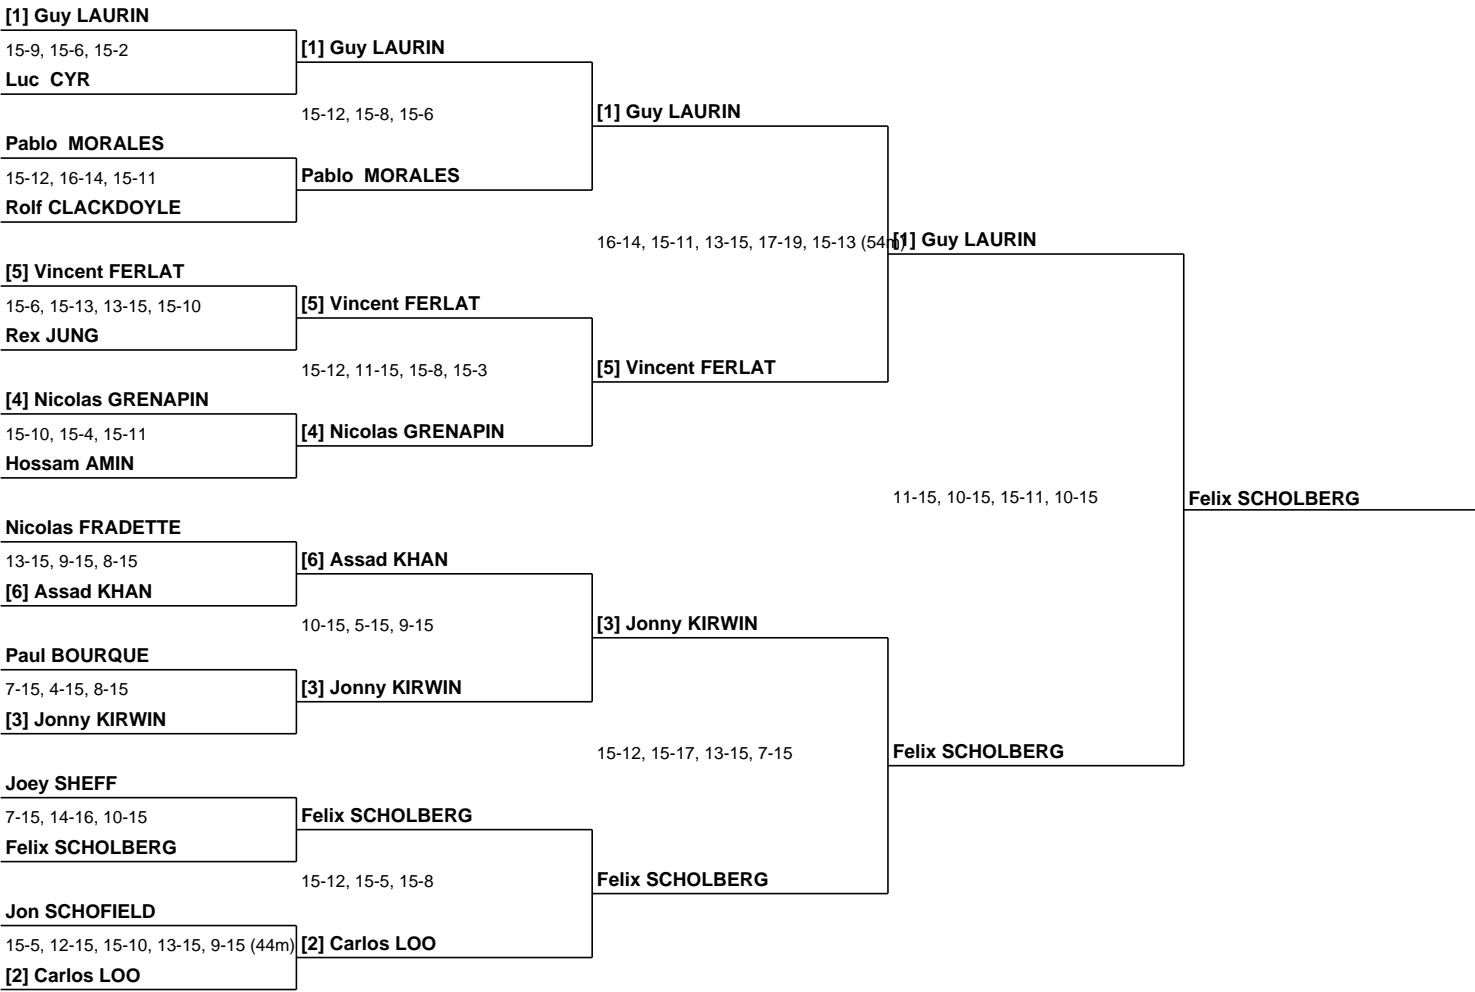 [1] Guy LAURIN
15-9, 15-6, 15-2
Luc CYR
Pablo MORALES
15-12, 16-14, 15-11
Rolf CLACKDOYLE
[5] Vincent FERLAT
15-6, 15-13, 13-15, 15-10
Rex JUNG
[4] Nicolas GRENAPIN
15-10, 15-4, 15-11
Hossam AMIN
Nicolas FRADETTE
13-15, 9-15, 8-15
[6] Assad KHAN
Paul BOURQUE
7-15, 4-15, 8-15
[3] Jonny KIRWIN
Joey SHEFF
7-15, 14-16, 10-15
Felix SCHOLBERG
Jon SCHOFIELD
15-5, 12-15, 15-10, 13-15, 9-15 (44m)
[2] Carlos LOO
[1] Guy LAURIN
15-12, 15-8, 15-6
Pablo MORALES
[5] Vincent FERLAT
15-12, 11-15, 15-8, 15-3
[4] Nicolas GRENAPIN
[6] Assad KHAN
10-15, 5-15, 9-15
[3] Jonny KIRWIN
Felix SCHOLBERG
15-12, 15-5, 15-8
[2] Carlos LOO
[1] Guy LAURIN
16-14, 15-11, 13-15, 17-19, 15-13 (54m)
[5] Vincent FERLAT
[3] Jonny KIRWIN
15-12, 15-17, 13-15, 7-15
Felix SCHOLBERG
[1] Guy LAURIN
11-15, 10-15, 15-11, 10-15
Felix SCHOLBERG
Felix SCHOLBERG